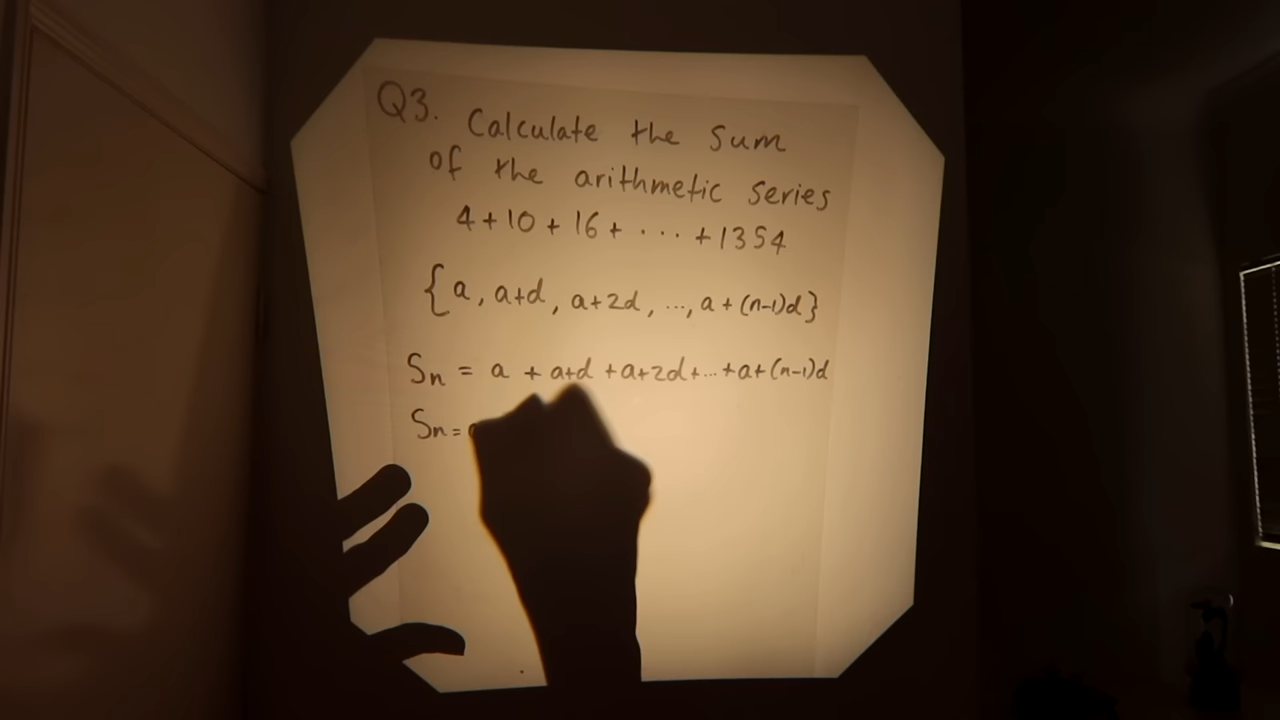 Q3. Calculate the sum
of the arithmetic series
4 + 10 + 16 + ... + 1354
{a, a+d, a+2d, ..., a + (n-1)d}
Sn = a + a+d + a+2d + ... + a+(n-1)d
Sn =